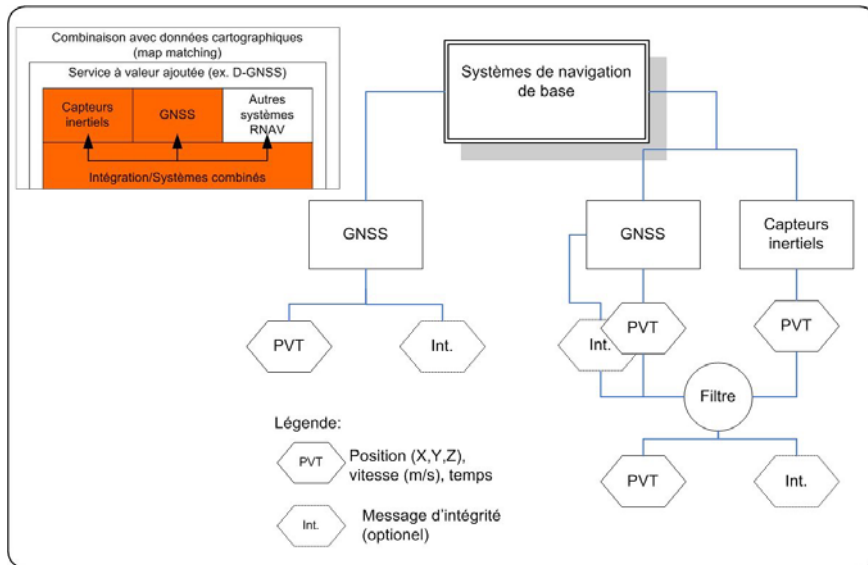 Combinaison avec données cartographiques
(map matching)
Service à valeur ajoutée (ex. D-GNSS)
Capteurs
inertiels
GNSS
Autres
systèmes
RNAV
Intégration/Systèmes combinés
Systèmes de navigation
de base
GNSS
GNSS
Capteurs
inertiels
PVT
Int.
Int.
PVT
PVT
Filtre
PVT
Int.
Légende:
PVT
Position (X,Y,Z),
vitesse (m/s), temps
Int.
Message d'intégrité
(optionel)